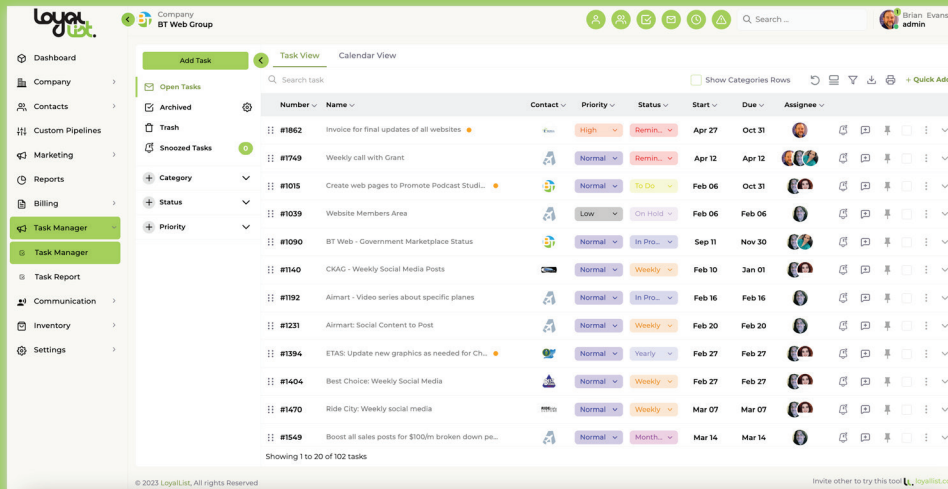 Loyal List.
Company
BT Web Group
Search ...
Brian Evans
admin
Dashboard
Company
Contacts
Custom Pipelines
Marketing
Reports
Billing
Task Manager
Task Manager
Task Report
Communication
Inventory
Settings
Add Task
Open Tasks
Archived
Trash
Snoozed Tasks 0
Category
Status
Priority
Task View Calendar View
Search task Show Categories Rows + Quick Add
Number Name Contact Priority Status Start Due Assignee
#1862 Invoice for final updates of all websites High Remin... Apr 27 Oct 31
#1749 Weekly call with Grant Normal Remin... Apr 12 Apr 12
#1015 Create web pages to Promote Podcast Studi... Normal To Do Feb 06 Oct 31
#1039 Website Members Area Low On Hold Feb 06 Feb 06
#1090 BT Web - Government Marketplace Status Normal In Pro... Sep 11 Nov 30
#1140 CKAG - Weekly Social Media Posts Normal Weekly Feb 10 Jan 01
#1192 Aimart - Video series about specific planes Normal In Pro... Feb 16 Feb 16
#1231 Airmart: Social Content to Post Normal Weekly Feb 20 Feb 20
#1394 ETAS: Update new graphics as needed for Ch... Normal Yearly Feb 27 Feb 27
#1404 Best Choice: Weekly Social Media Normal Weekly Feb 27 Feb 27
#1470 Ride City: Weekly social media Normal Weekly Mar 07 Mar 07
#1549 Boost all sales posts for $100/m broken down pe... Normal Month... Mar 14 Mar 14
Showing 1 to 20 of 102 tasks
© 2023 LoyalList, All rights Reserved
Invite other to try this tool loyallist.c